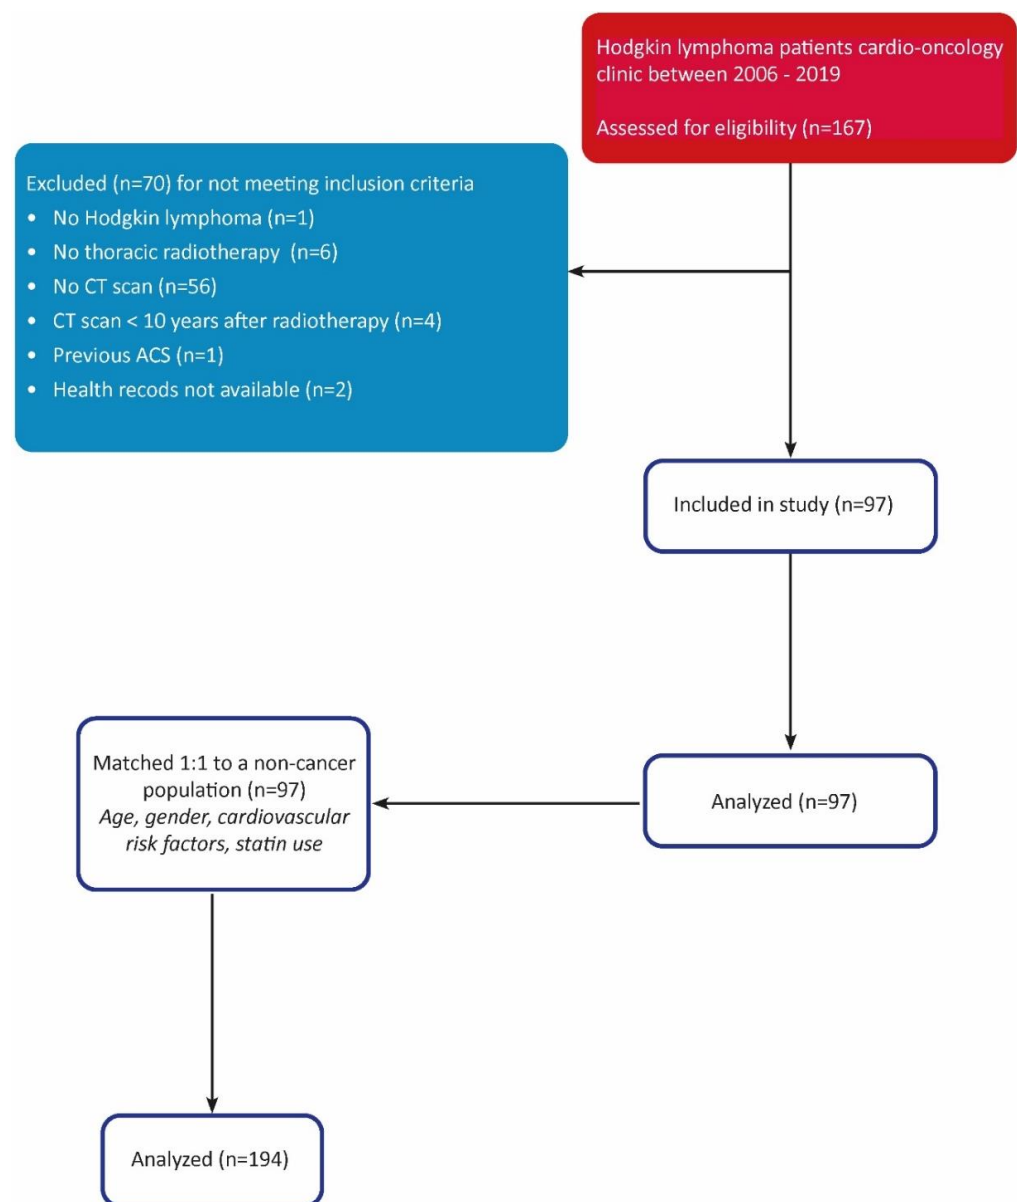 Hodgkin lymphoma patients cardio-oncology
clinic between 2006 - 2019
Assessed for eligibility (n=167)
Excluded (n=70) for not meeting inclusion criteria
• No Hodgkin lymphoma (n=1)
• No thoracic radiotherapy (n=6)
• No CT scan (n=56)
• CT scan < 10 years after radiotherapy (n=4)
• Previous ACS (n=1)
• Health recods not available (n=2)
Included in study (n=97)
Analyzed (n=97)
Matched 1:1 to a non-cancer
population (n=97)
Age, gender, cardiovascular
risk factors, statin use
Analyzed (n=194)